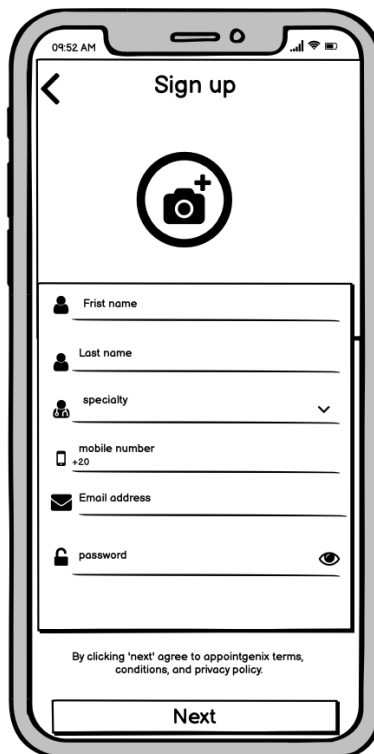 09:52 AM
Sign up
Frist name
Last name
specialty
mobile number
+20
Email address
password
By clicking 'next' agree to appointgenix terms,
conditions, and privacy policy.
Next